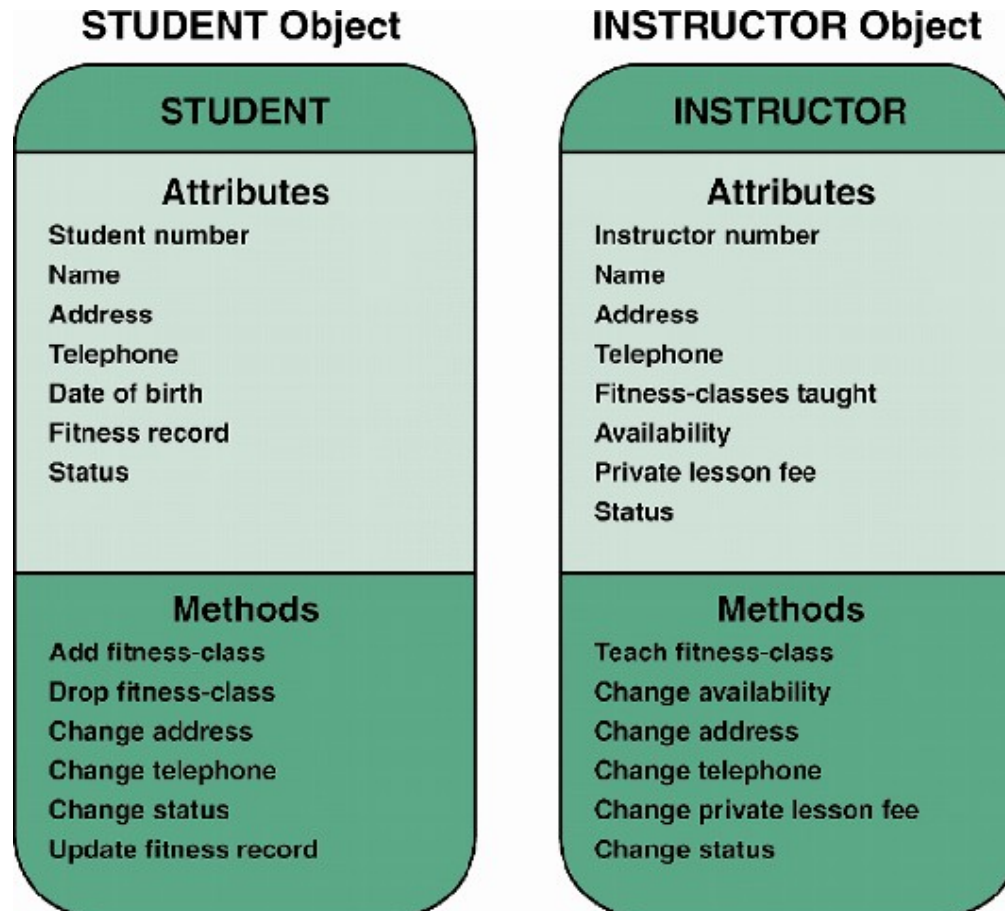 STUDENT Object
STUDENT
Attributes
Student number
Name
Address
Telephone
Date of birth
Fitness record
Status
Methods
Add fitness-class
Drop fitness-class
Change address
Change telephone
Change status
Update fitness record
INSTRUCTOR Object
INSTRUCTOR
Attributes
Instructor number
Name
Address
Telephone
Fitness-classes taught
Availability
Private lesson fee
Status
Methods
Teach fitness-class
Change availability
Change address
Change telephone
Change private lesson fee
Change status